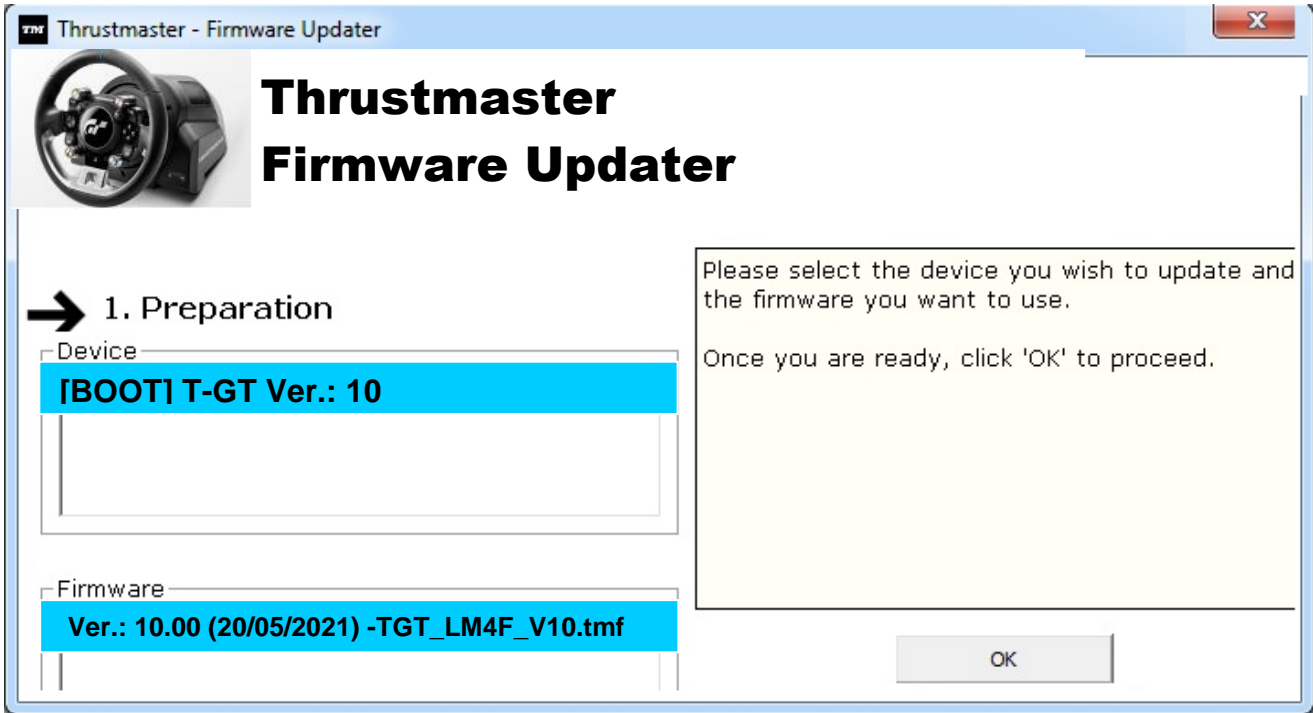 TM Thrustmaster - Firmware Updater
Thrustmaster
Firmware Updater
1. Preparation
Device
[BOOT] T-GT Ver.: 10
Please select the device you wish to update and
the firmware you want to use.
Once you are ready, click 'OK' to proceed.
Firmware
Ver.: 10.00 (20/05/2021) -TGT_LM4F_V10.tmf
OK